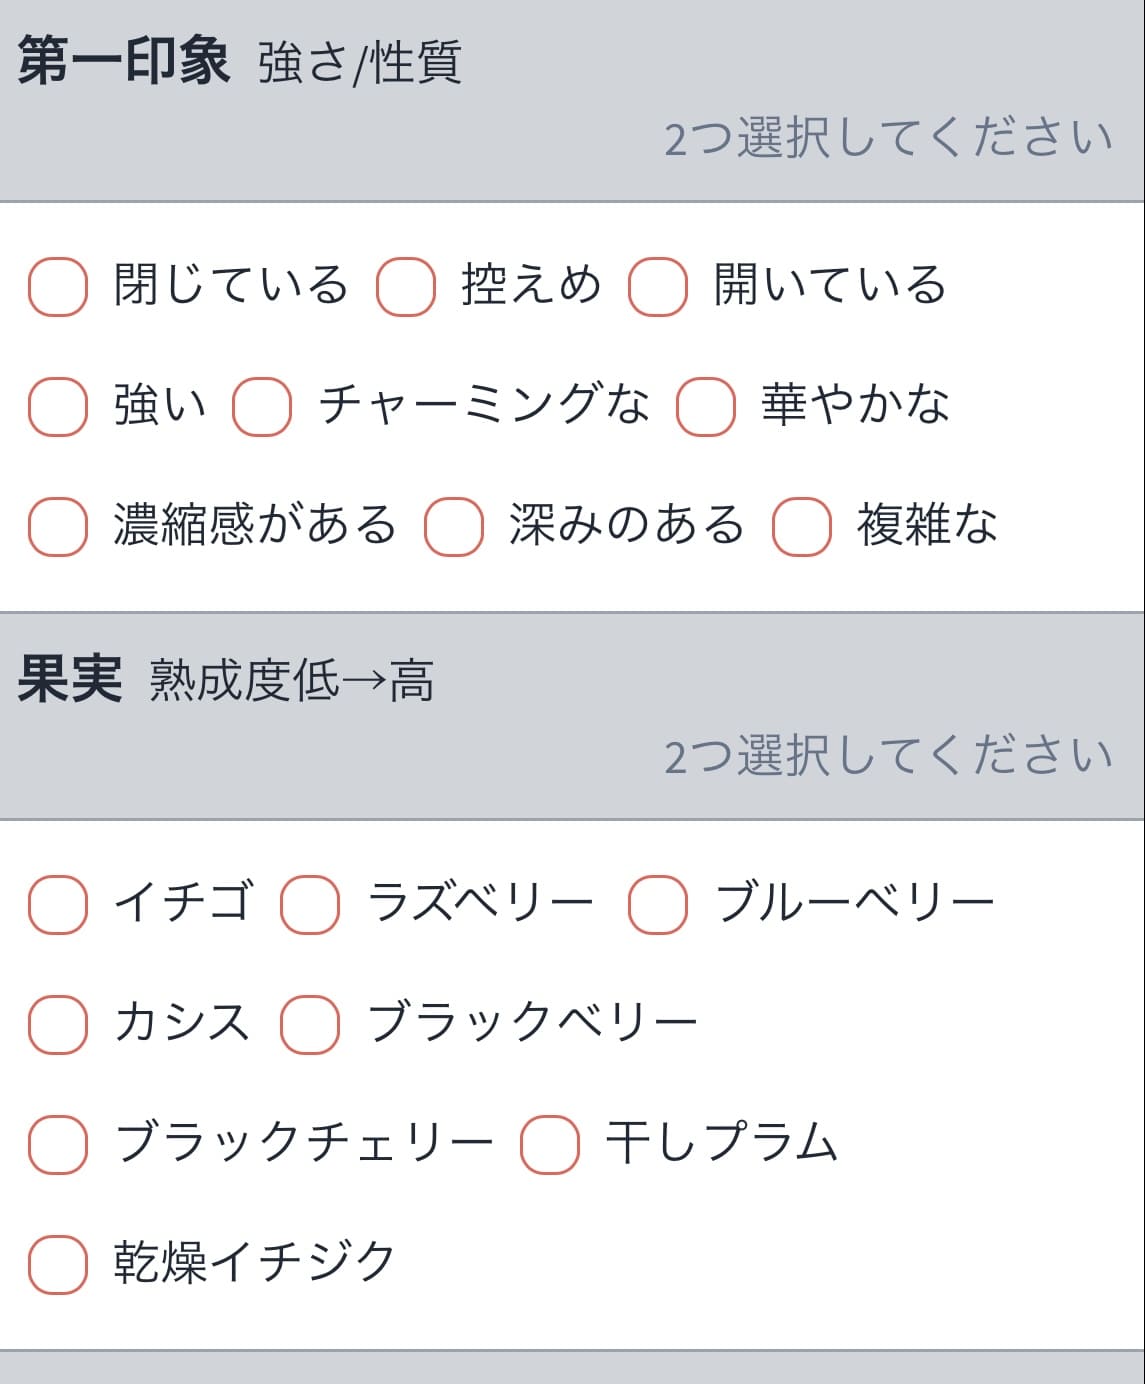 第一印象 強さ/性質
2つ選択してください
閉じている 控えめ 開いている
強い チャーミングな 華やかな
濃縮感がある 深みのある 複雑な
果実 熟成度低→高
2つ選択してください
イチゴ ラズベリー ブルーベリー
カシス ブラックベリー
ブラックチェリー 干しプラム
乾燥イチジク